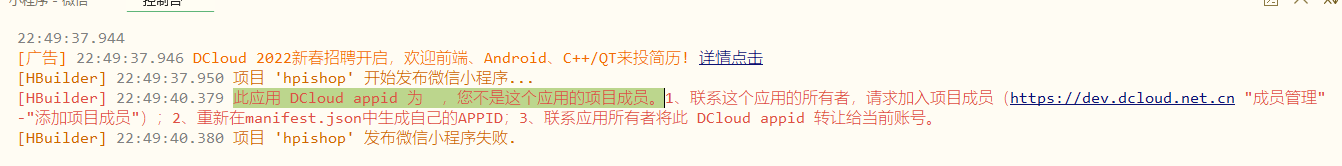 小程序 - 微信 控制台
22:49:37.944
[广告] 22:49:37.946 DCloud 2022新春招聘开启，欢迎前端、Android、C++/QT来投简历！ 详情点击
[HBuilder] 22:49:37.950 项目 'hpishop' 开始发布微信小程序...
[HBuilder] 22:49:40.379 此应用 DCloud appid 为 ，您不是这个应用的项目成员。1、联系这个应用的所有者，请求加入项目成员（https://dev.dcloud.net.cn "成员管理"
-"添加项目成员"）；2、重新在manifest.json中生成自己的APPID；3、联系应用所有者将此 DCloud appid 转让给当前账号。
[HBuilder] 22:49:40.380 项目 'hpishop' 发布微信小程序失败.